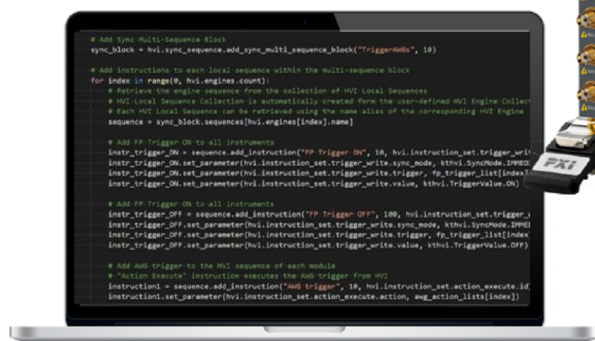 # Add Sync Multi-Sequence Block
sync_block = hvi.sync_sequence.add_sync_multi_sequence_block("TriggerAWGs", 10)
# Add instructions to each local sequence within the multi-sequence block
for index in range(0, hvi.engines.count):
# Retrieve the engine sequence from the collection of HVI Local Sequences
# HVI Local Sequence Collection is automatically created form the user-defined HVI Engine Collect
# Each HVI Local Sequence can be retrieved using the name alias of the corresponding HVI Engine
sequence = sync_block.sequences[hvi.engines[index].name]
# Add FP Trigger ON to all instruments
instr_trigger_ON = sequence.add_instruction("FP Trigger ON", 10, hvi.instruction_set.trigger_writ
instr_trigger_ON.set_parameter(hvi.instruction_set.trigger_write.sync_mode, kthvi.SyncMode.IMMEDI
instr_trigger_ON.set_parameter(hvi.instruction_set.trigger_write.trigger, fp_trigger_list[index]
instr_trigger_ON.set_parameter(hvi.instruction_set.trigger_write.value, kthvi.TriggerValue.ON)
# Add FP Trigger ON to all instruments
instr_trigger_OFF = sequence.add_instruction("FP Trigger OFF", 100, hvi.instruction_set.trigger_
instr_trigger_OFF.set_parameter(hvi.instruction_set.trigger_write.sync_mode, kthvi.SyncMode.IMME
instr_trigger_OFF.set_parameter(hvi.instruction_set.trigger_write.trigger, fp_trigger_list[index
instr_trigger_OFF.set_parameter(hvi.instruction_set.trigger_write.value, kthvi.TriggerValue.OFF)
# Add AWG trigger to the HVI sequence of each module
# "Action Execute" instruction executes the AWG trigger from HVI
instruction1 = sequence.add_instruction("AWG trigger", 10, hvi.instruction_set.action_execute.id
instruction1.set_parameter(hvi.instruction_set.action_execute.action, awg_action_lists[index])
PXI